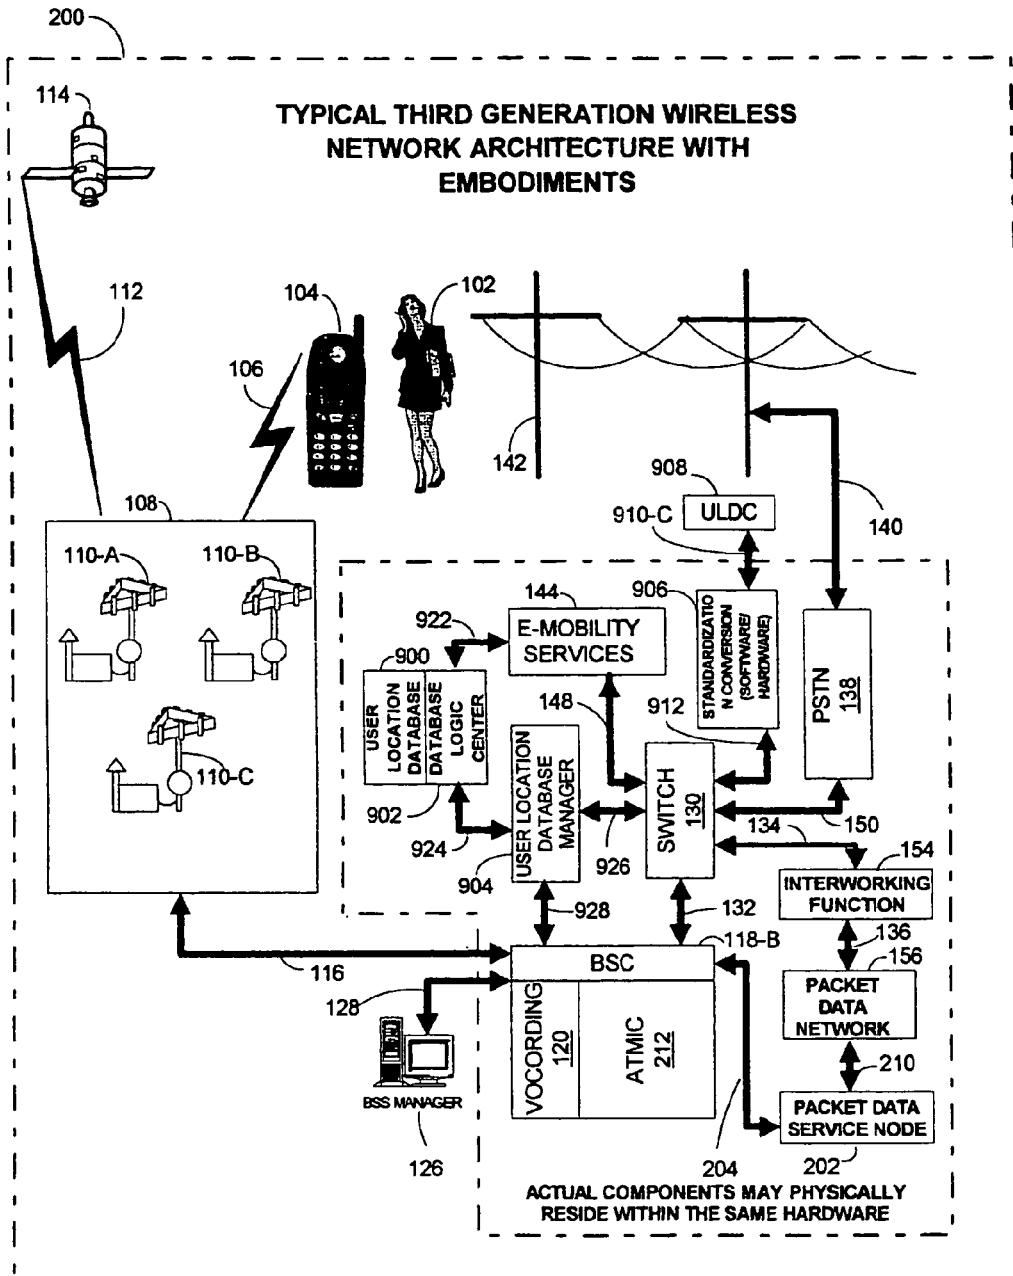 200
114
TYPICAL THIRD GENERATION WIRELESS
NETWORK ARCHITECTURE WITH
EMBODIMENTS
112
104
102
106
142
908
ULDC
910-C
140
108
110-A
110-B
110-C
144
E-MOBILITY
SERVICES
922
900
USER
LOCATION
DATABASE
DATABASE
LOGIC
CENTER
902
924
148
906
STANDARDIZATIO
N CONVERSION
(SOFTWARE/
HARDWARE)
PSTN
138
912
USER LOCATION
DATABASE
MANAGER
904
926
SWITCH
130
150
134
154
INTERWORKING
FUNCTION
928
132
136
118-B
156
116
BSC
PACKET
DATA
NETWORK
128
VOCORDING
120
ATMIC
212
210
BSS MANAGER
126
PACKET DATA
SERVICE NODE
204
202
ACTUAL COMPONENTS MAY PHYSICALLY
RESIDE WITHIN THE SAME HARDWARE